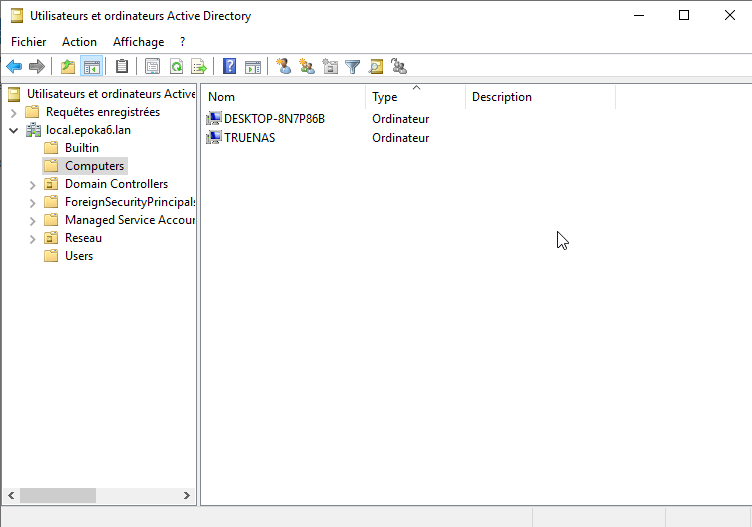 Utilisateurs et ordinateurs Active Directory
Fichier Action Affichage ?
Utilisateurs et ordinateurs Active
Requêtes enregistrées
local.epoka6.lan
Builtin
Computers
Domain Controllers
ForeignSecurityPrincipals
Managed Service Accour
Reseau
Users
Nom Type Description
DESKTOP-8N7P86B Ordinateur
TRUENAS Ordinateur